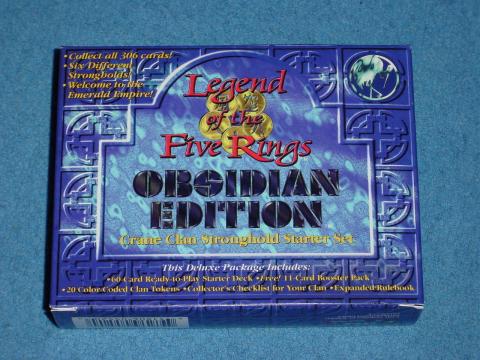 • Collect all 306 cards!
• Six Different
Strongholds!
• Welcome to the
Emerald Empire!
Legend
of the
Five Rings
OBSIDIAN
EDITION
Crane Clan Stronghold Starter Set
This Deluxe Package Includes:
• 60-Card Ready-to-Play Starter Deck • Free! 11-Card Booster Pack
• 20 Color-Coded Clan Tokens • Collector's Checklist for Your Clan • Expanded Rulebook